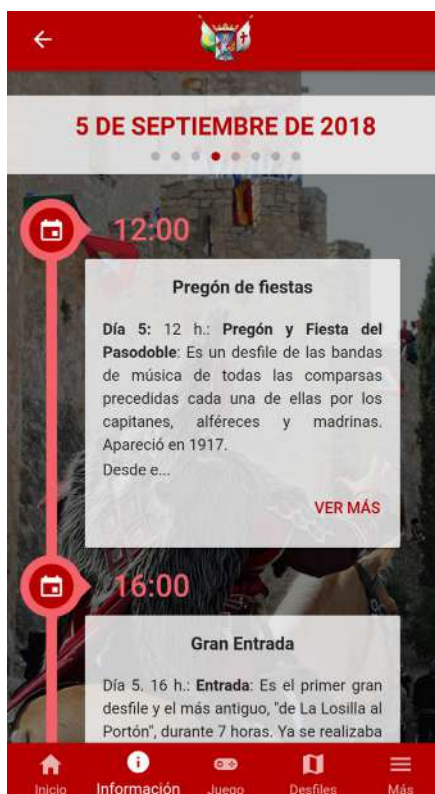 5 DE SEPTIEMBRE DE 2018
12:00
Pregón de fiestas
Día 5: 12 h.: Pregón y Fiesta del
Pasodoble: Es un desfile de las bandas
de música de todas las comparsas
precedidas cada una de ellas por los
capitanes, alféreces y madrinas.
Apareció en 1917.
Desde e...
VER MÁS
16:00
Gran Entrada
Día 5. 16 h.: Entrada: Es el primer gran
desfile y el más antiguo, "de La Losilla al
Portón", durante 7 horas. Ya se realizaba
Inicio Información Juego Desfiles Más